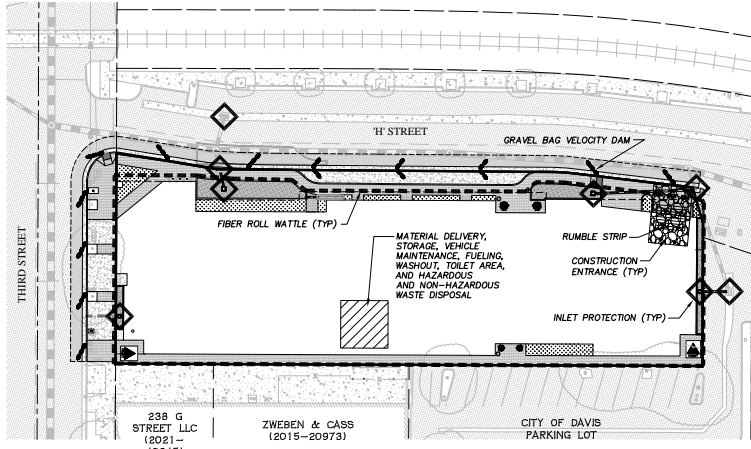 'H' STREET
GRAVEL BAG VELOCITY DAM
THIRD STREET
FIBER ROLL WATTLE (TYP)
MATERIAL DELIVERY,
STORAGE, VEHICLE
MAINTENANCE, FUELING,
WASHOUT, TOILET AREA,
AND HAZARDOUS
AND NON-HAZARDOUS
WASTE DISPOSAL
RUMBLE STRIP
CONSTRUCTION
ENTRANCE (TYP)
INLET PROTECTION (TYP)
238 G
STREET LLC
(2021-
ZWEBEN & CASS
(2015-20973)
CITY OF DAVIS
PARKING LOT